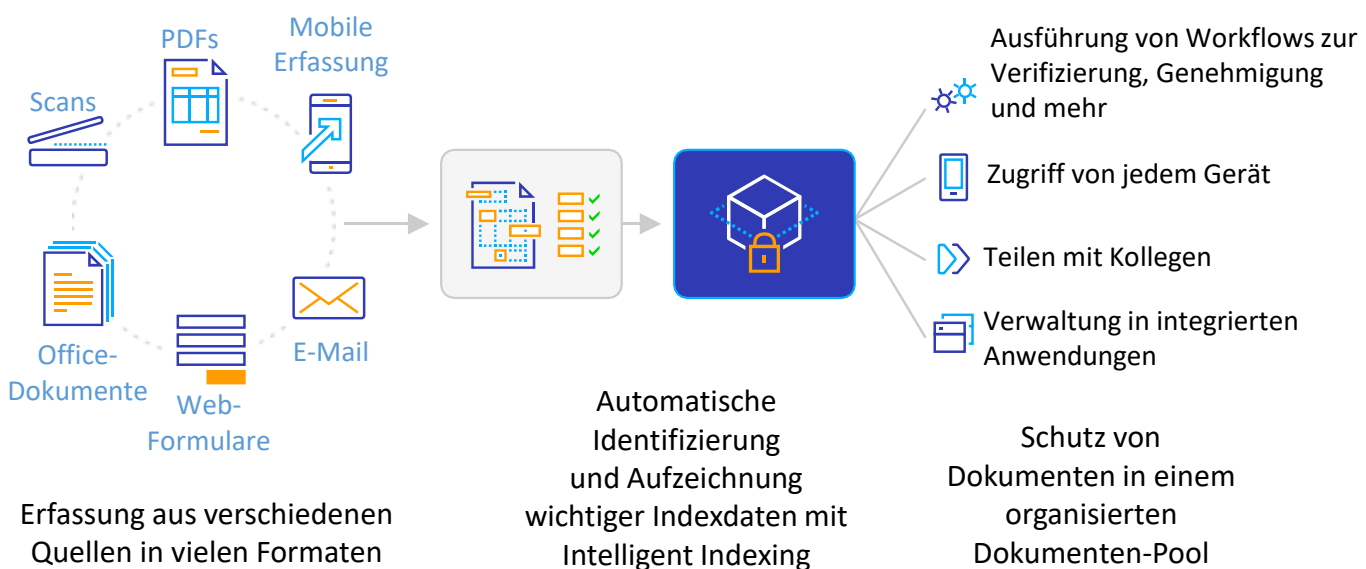 PDFs
Mobile
Erfassung
Scans
Office-
Dokumente
Web-
Formulare
E-Mail
Erfassung aus verschiedenen
Quellen in vielen Formaten
Automatische
Identifizierung
und Aufzeichnung
wichtiger Indexdaten mit
Intelligent Indexing
Ausführung von Workflows zur
Verifizierung, Genehmigung
und mehr
Zugriff von jedem Gerät
Teilen mit Kollegen
Verwaltung in integrierten
Anwendungen
Schutz von
Dokumenten in einem
organisierten
Dokumenten-Pool